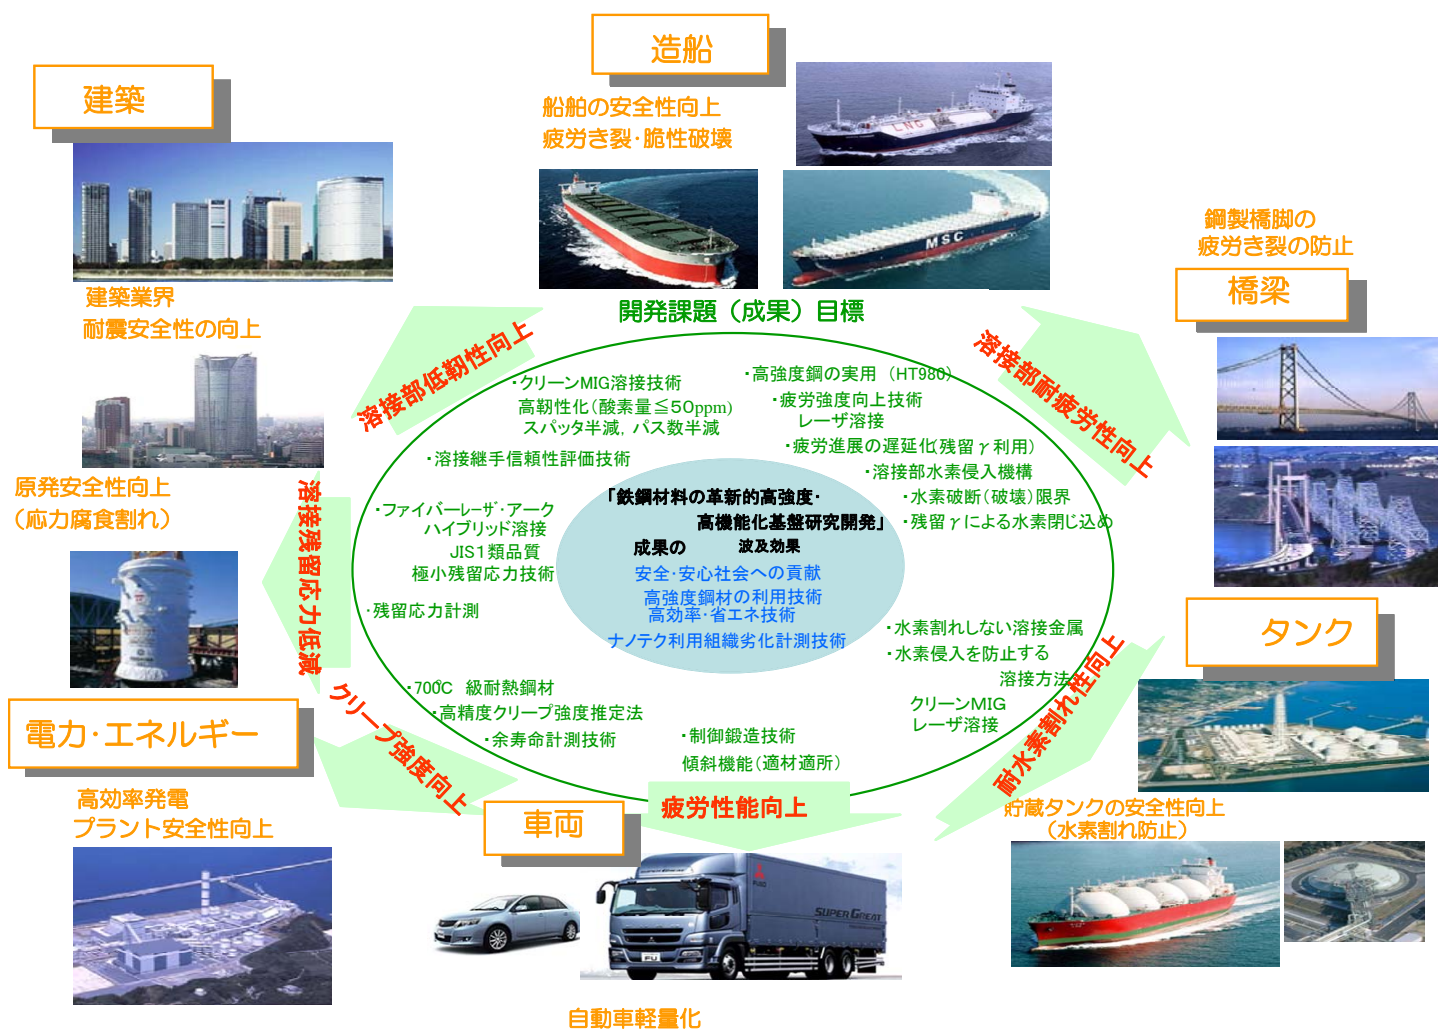 造船
船舶の安全性向上
疲労き裂・脆性破壊
LNG
MSC
建築
建築業界
耐震安全性の向上
鋼製橋脚の
疲労き裂の防止
橋梁
開発課題（成果）目標
溶接部低靭性向上
溶接部耐疲労性向上
・クリーンMIG溶接技術
高靭性化（酸素量≦50ppm)
スパッタ半減，パス数半減
・溶接継手信頼性評価技術
・ファイバーレーザ・アーク
ハイブリッド溶接
JIS１類品質
極小残留応力技術
・残留応力計測
・高強度鋼の実用（HT980)
・疲労強度向上技術
レーザ溶接
・疲労進展の遅延化（残留γ利用）
・溶接部水素侵入機構
・水素破断（破壊）限界
・残留γによる水素閉じ込め
「鉄鋼材料の革新的高強度・
高機能化基盤研究開発」
成果の　波及効果
安全・安心社会への貢献
高強度鋼材の利用技術
高効率・省エネ技術
ナノテク利用組織劣化計測技術
原発安全性向上
（応力腐食割れ）
溶接残留応力低減
電力・エネルギー
高効率発電
プラント安全性向上
クリープ強度向上
・700℃ 級耐熱鋼材
・高精度クリープ強度推定法
・余寿命計測技術
・制御鍛造技術
傾斜機能（適材適所）
・水素割れしない溶接金属
・水素侵入を防止する
溶接方法
クリーンMIG
レーザ溶接
耐水素割れ性向上
タンク
貯蔵タンクの安全性向上
（水素割れ防止）
疲労性能向上
車両
SUPER GREAT
FUSO
SUPER GREAT
FU
自動車軽量化